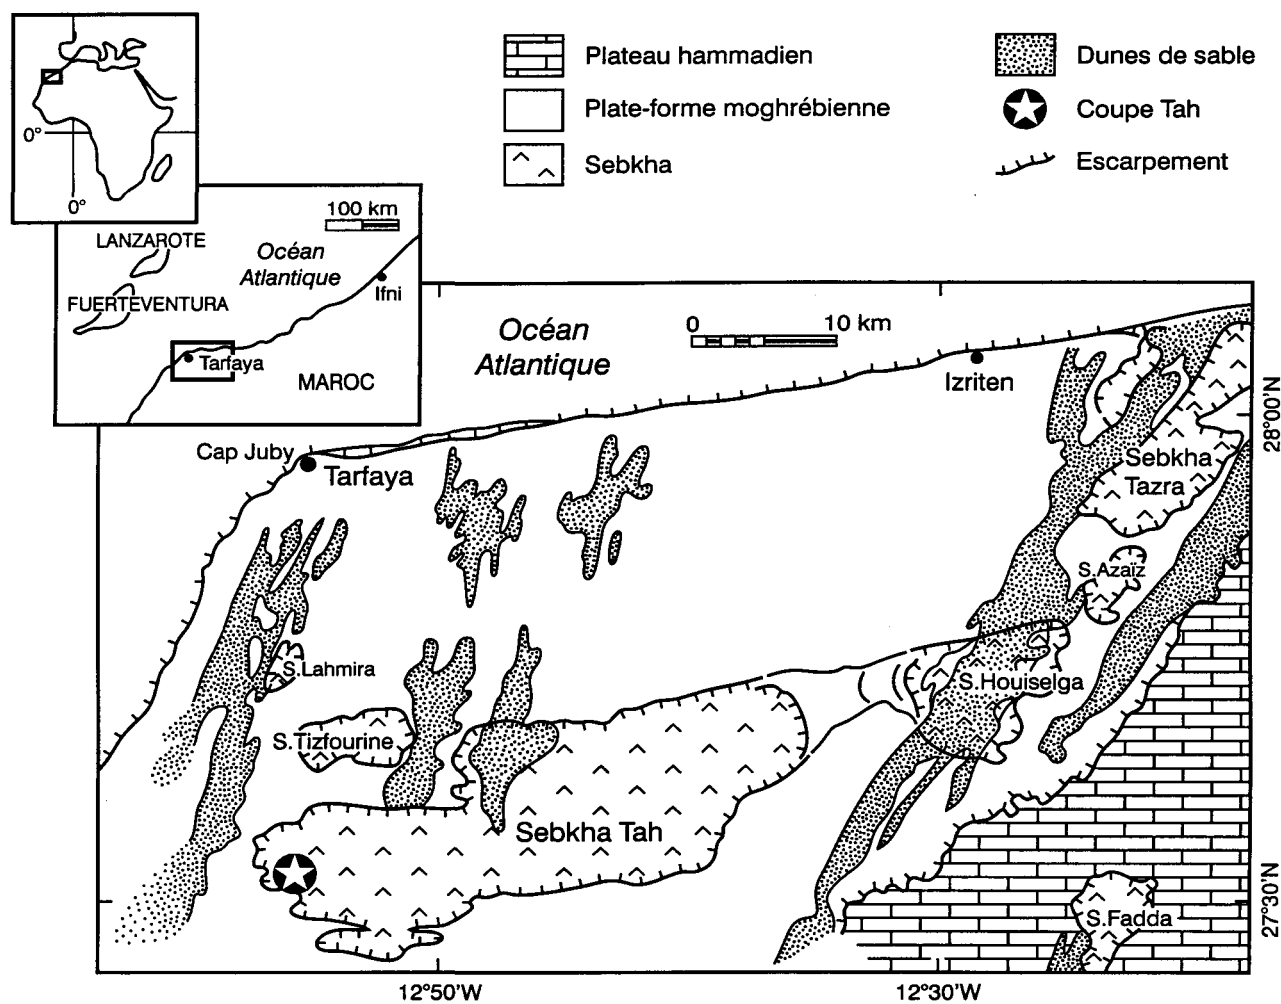 0°
0°
Plateau hammadien
Plate-forme moghrébienne
Sebkha
Dunes de sable
Coupe Tah
Escarpement
100 km
LANZAROTE
Océan
Atlantique
Ifni
FUERTEVENTURA
Tarfaya
MAROC
Océan
Atlantique
0 10 km
Izriten
28°00'N
Cap Juby
Tarfaya
Sebkha
Tazra
S.Azaïz
S.Lahmira
S.Houiselga
S.Tizfourine
Sebkha Tah
S.Fadda
27°30'N
12°50'W
12°30'W